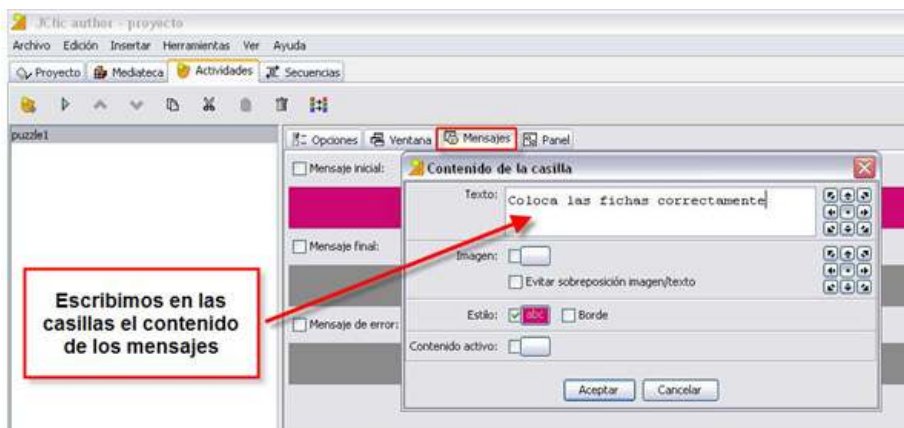 JClic author - proyecto
Archivo Edición Insertar Herramientas Ver Ayuda
Proyecto Mediateca Actividades Secuencias
puzzle1
Opciones Ventana Mensajes Panel
Mensaje inicial:
Contenido de la casilla
Texto: Coloca las fichas correctamente
Mensaje final:
Imagen:
Evitar sobreposición imagen/texto
Escribimos en las
casillas el contenido
de los mensajes
Mensaje de error:
Estilo: abc Borde
Contenido activo:
Aceptar Cancelar